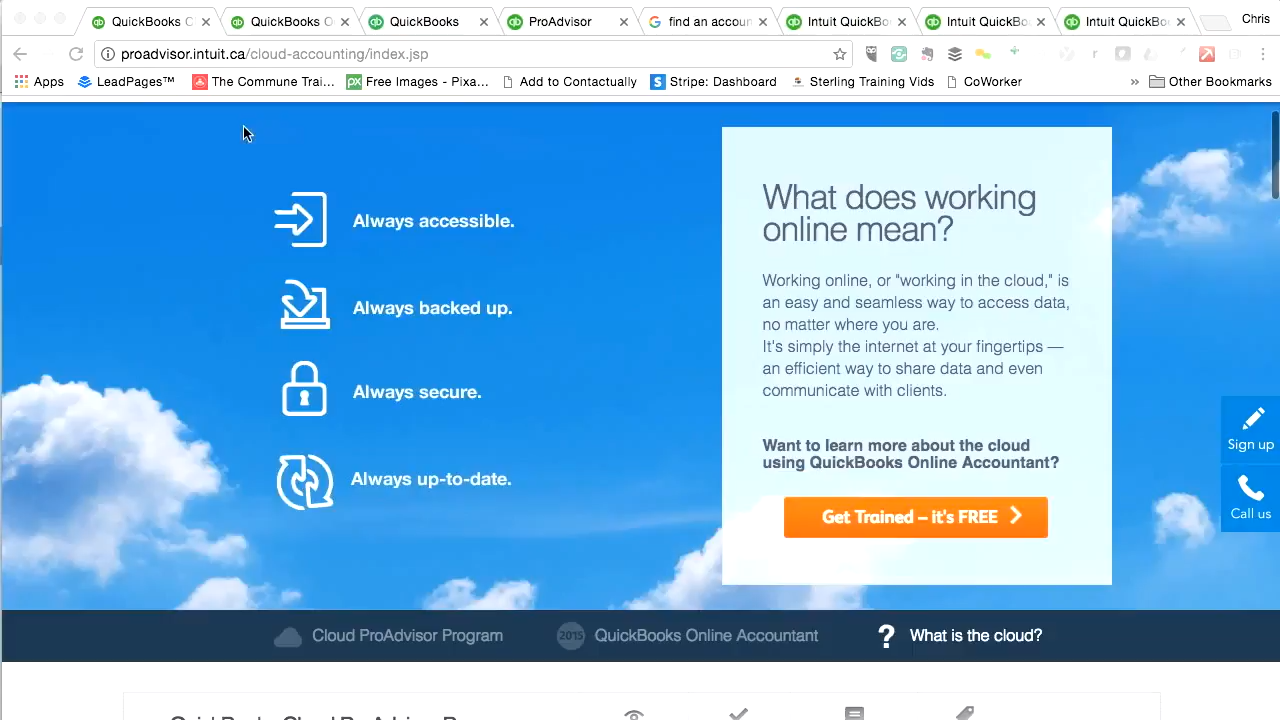 QuickBooks C
QuickBooks O
QuickBooks
ProAdvisor
find an accoun
Intuit QuickBo
Intuit QuickBo
Intuit QuickBo
Chris
proadvisor.intuit.ca/cloud-accounting/index.jsp
rsp
Apps
LeadPages™
The Commune Trai...
px
Free Images - Pixa...
Add to Contactually
S
Stripe: Dashboard
Sterling Training Vids
CoWorker
»
Other Bookmarks
Always accessible.
Always backed up.
Always secure.
Always up-to-date.
What does working
online mean?
Working online, or "working in the cloud," is
an easy and seamless way to access data,
no matter where you are.
It's simply the internet at your fingertips —
an efficient way to share data and even
communicate with clients.
Want to learn more about the cloud
using QuickBooks Online Accountant?
Get Trained – it's FREE
Sign up
Call us
Cloud ProAdvisor Program
2015
QuickBooks Online Accountant
? What is the cloud?